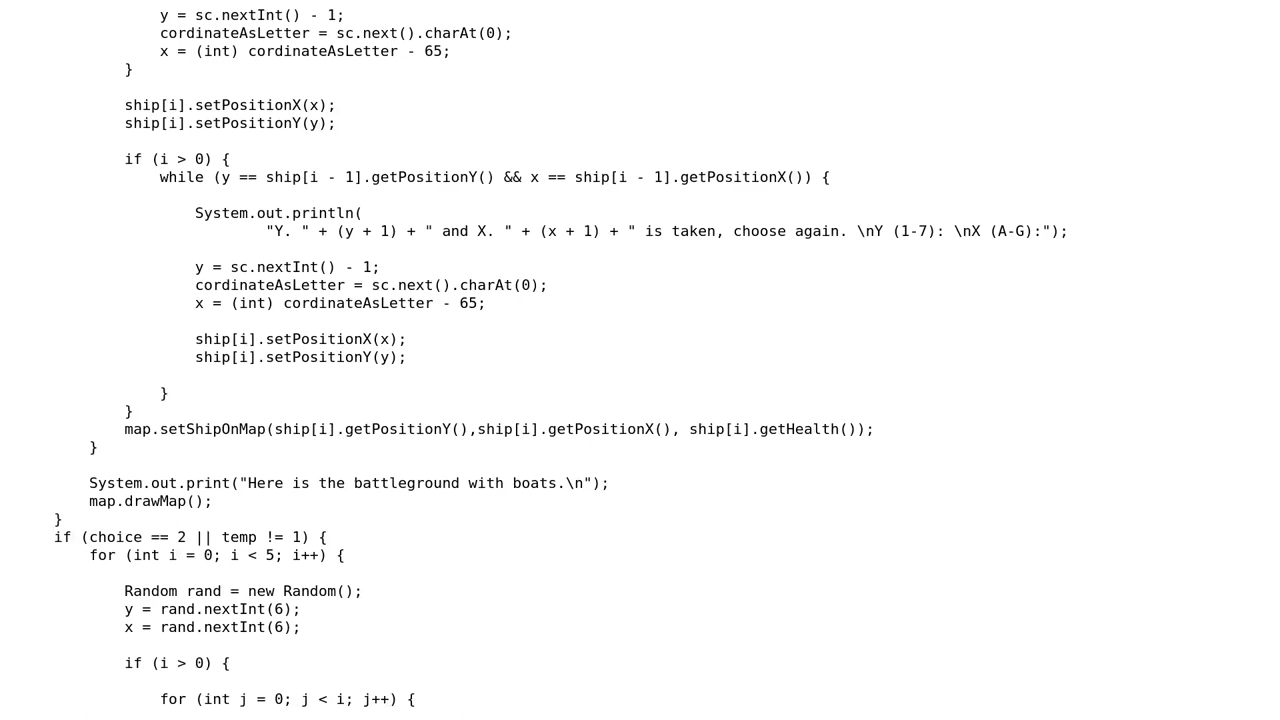 y = sc.nextInt() - 1;
cordinateAsLetter = sc.next().charAt(0);
x = (int) cordinateAsLetter - 65;
}
ship[i].setPositionX(x);
ship[i].setPositionY(y);
if (i > 0) {
while (y == ship[i - 1].getPositionY() && x == ship[i - 1].getPositionX()) {
System.out.println(
"Y. " + (y + 1) + " and X. " + (x + 1) + " is taken, choose again. \nY (1-7): \nX (A-G):");
y = sc.nextInt() - 1;
cordinateAsLetter = sc.next().charAt(0);
x = (int) cordinateAsLetter - 65;
ship[i].setPositionX(x);
ship[i].setPositionY(y);
}
}
map.setShipOnMap(ship[i].getPositionY(),ship[i].getPositionX(), ship[i].getHealth());
}
System.out.print("Here is the battleground with boats.\n");
map.drawMap();
}
if (choice == 2 || temp != 1) {
for (int i = 0; i < 5; i++) {
Random rand = new Random();
y = rand.nextInt(6);
x = rand.nextInt(6);
if (i > 0) {
for (int j = 0; j < i; j++) {